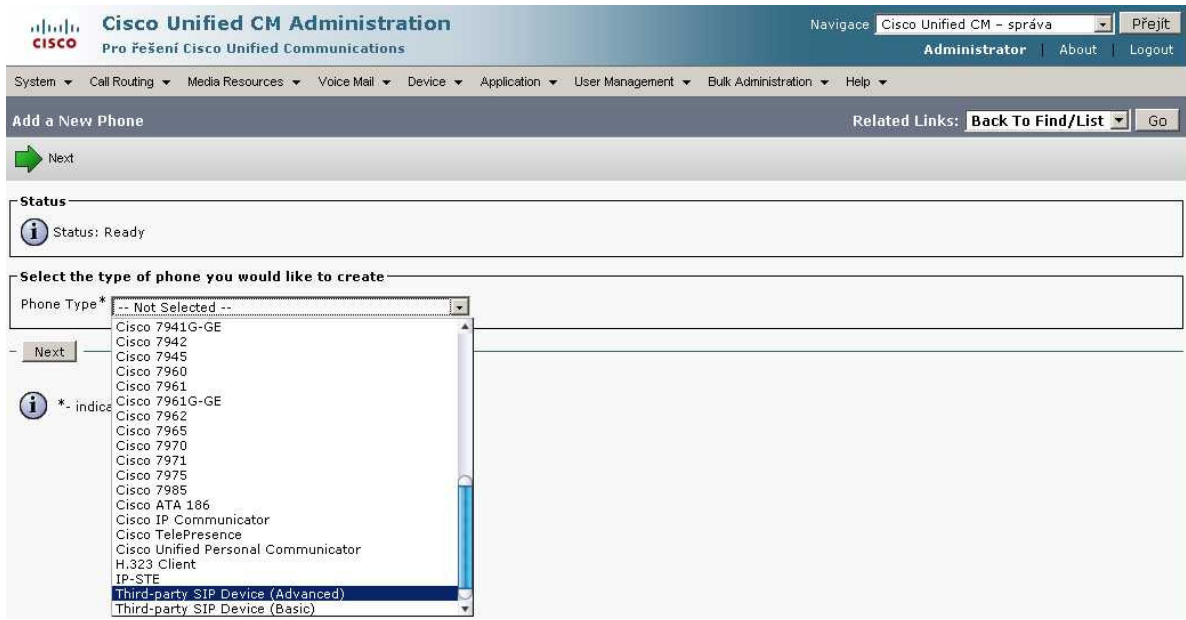 Cisco Unified CM Administration
Navigace Cisco Unified CM – správa Přejít
CISCO
Pro řešení Cisco Unified Communications
Administrator | About | Logout
System Call Routing Media Resources Voice Mail Device Application User Management Bulk Administration Help
Add a New Phone
Related Links: Back To Find/List Go
Next
Status
Status: Ready
Select the type of phone you would like to create
Phone Type* -- Not Selected --
Cisco 7941G-GE
Cisco 7942
Next
Cisco 7945
Cisco 7960
Cisco 7961
*- indica
Cisco 7961G-GE
Cisco 7962
Cisco 7965
Cisco 7970
Cisco 7971
Cisco 7975
Cisco 7985
Cisco ATA 186
Cisco IP Communicator
Cisco TelePresence
Cisco Unified Personal Communicator
H.323 Client
IP-STE
Third-party SIP Device (Advanced)
Third-party SIP Device (Basic)